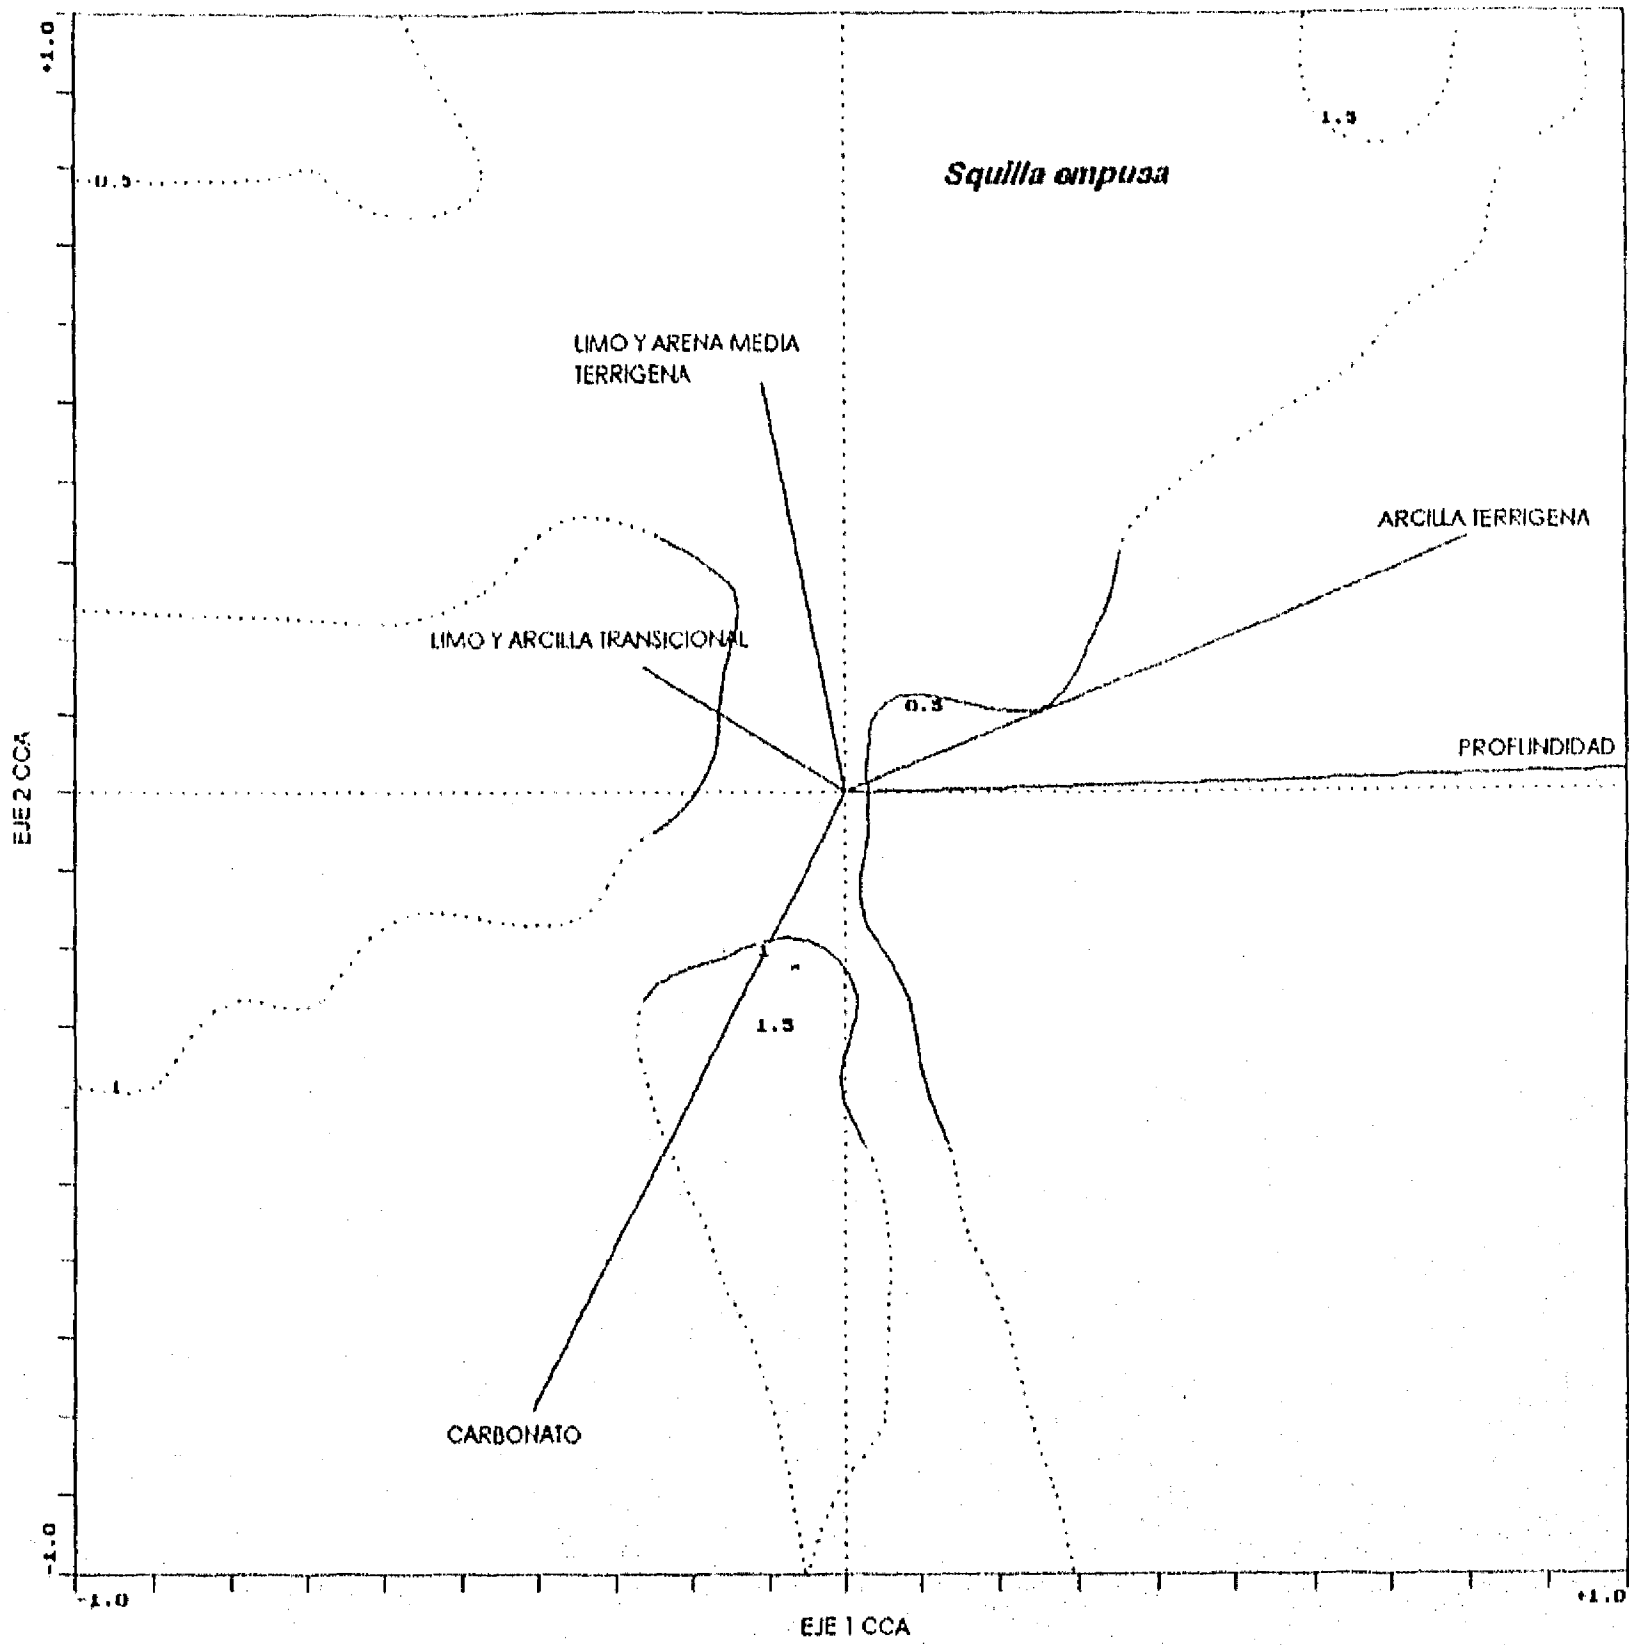 +1.0
1.5
0.5
Squilla empusa
LIMO Y ARENA MEDIA
TERRIGENA
ARCILLA TERRIGENA
LIMO Y ARCILLA TRANSICIONAL
0.5
PROFUNDIDAD
EJE 2 CCA
1
1.5
1
CARBONATO
-1.0
-1.0
+1.0
EJE 1 CCA